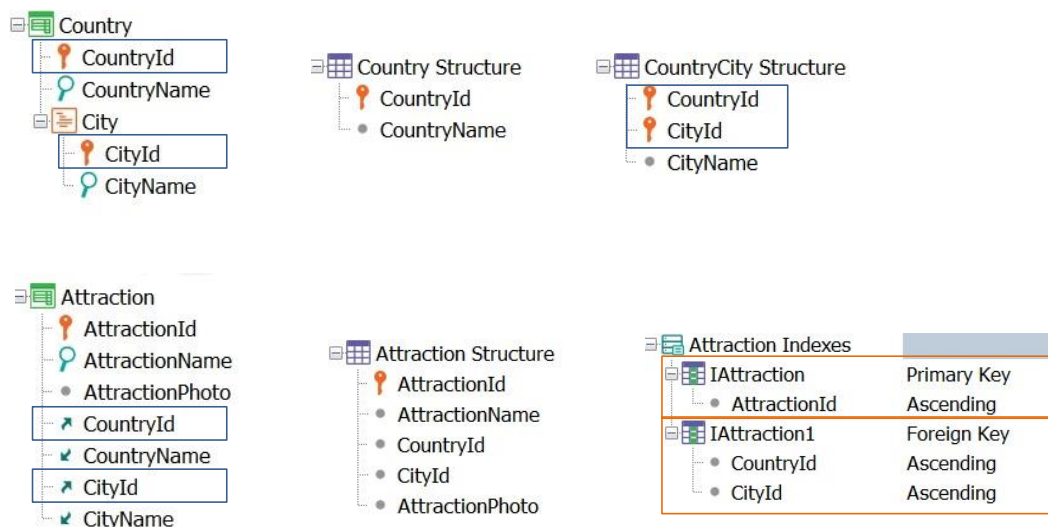 Country
CountryId
CountryName
City
CityId
CityName
Country Structure
CountryId
CountryName
CountryCity Structure
CountryId
CityId
CityName
Attraction
AttractionId
AttractionName
AttractionPhoto
CountryId
CountryName
CityId
CityName
Attraction Structure
AttractionId
AttractionName
CountryId
CityId
AttractionPhoto
Attraction Indexes
IAttraction Primary Key
AttractionId Ascending
IAttraction1 Foreign Key
CountryId Ascending
CityId Ascending